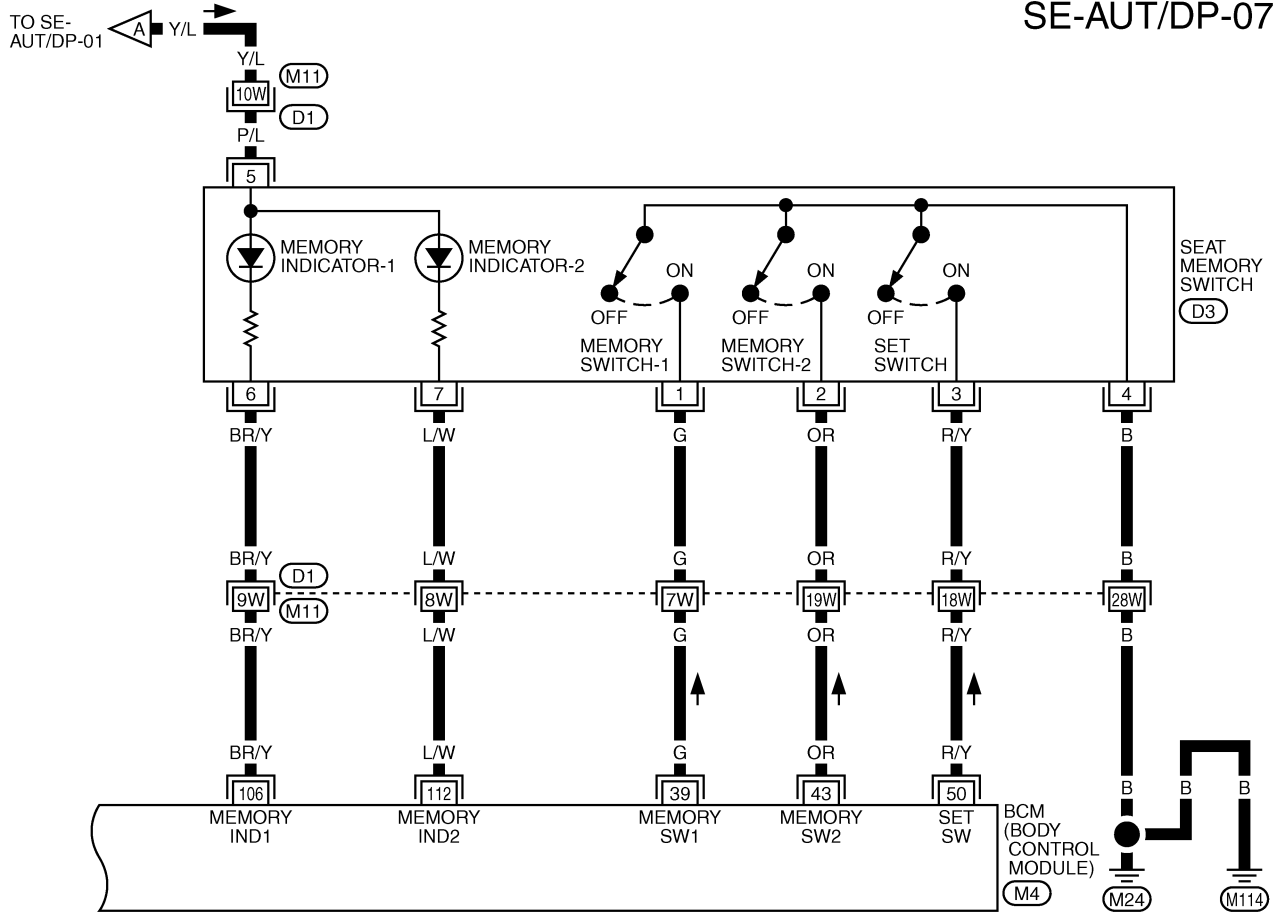 SE-AUT/DP-07
TO SE-
AUT/DP-01
A
Y/L
Y/L
M11
10W
D1
P/L
5
MEMORY
INDICATOR-1
MEMORY
INDICATOR-2
ON
ON
ON
OFF
OFF
OFF
MEMORY
SWITCH-1
MEMORY
SWITCH-2
SET
SWITCH
SEAT
MEMORY
SWITCH
D3
6
7
1
2
3
4
BR/Y
L/W
G
OR
R/Y
B
BR/Y
L/W
G
OR
R/Y
B
D1
9W
8W
7W
19W
18W
28W
M11
BR/Y
L/W
G
OR
R/Y
B
BR/Y
L/W
G
OR
R/Y
B
B
B
106
112
39
43
50
MEMORY
IND1
MEMORY
IND2
MEMORY
SW1
MEMORY
SW2
SET
SW
BCM
(BODY
CONTROL
MODULE)
M4
M24
M114